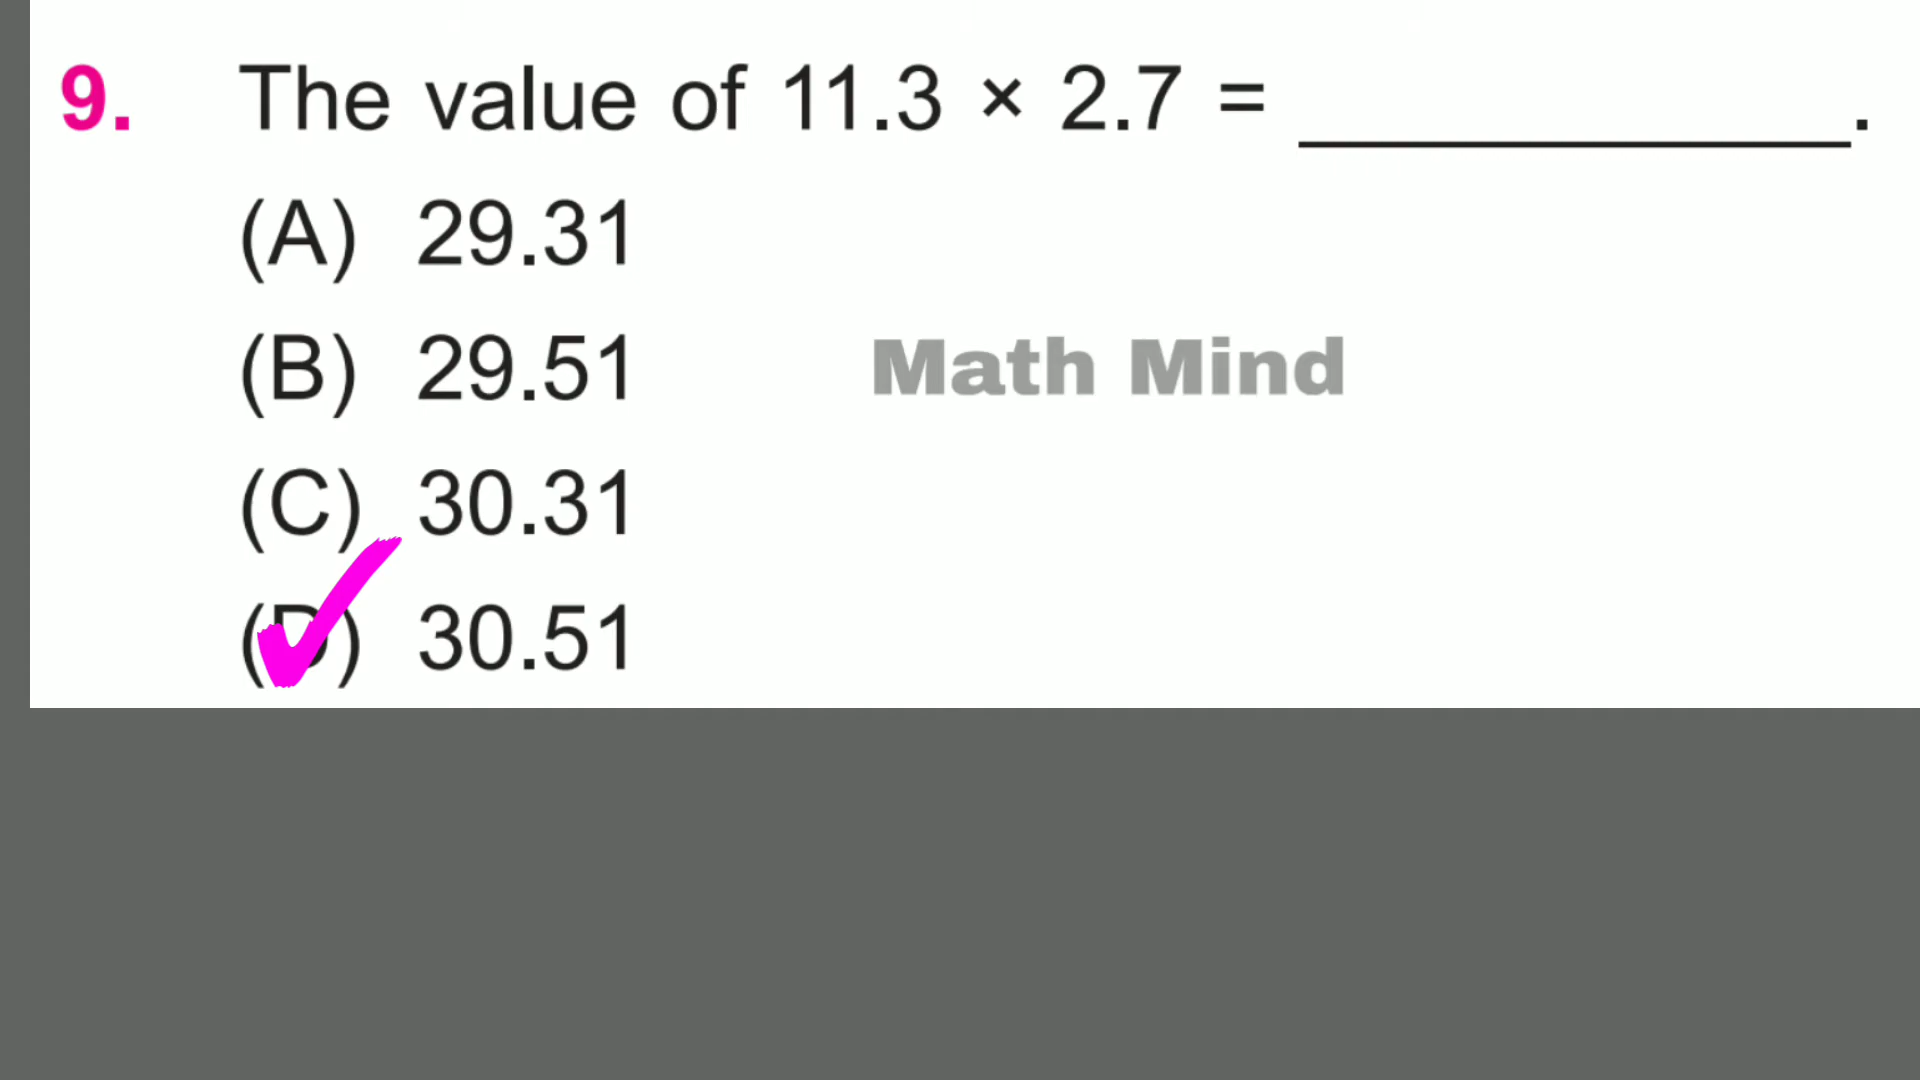 9. The value of 11.3 × 2.7 = ____________.
(A) 29.31
(B) 29.51
Math Mind
(C) 30.31
(D) 30.51